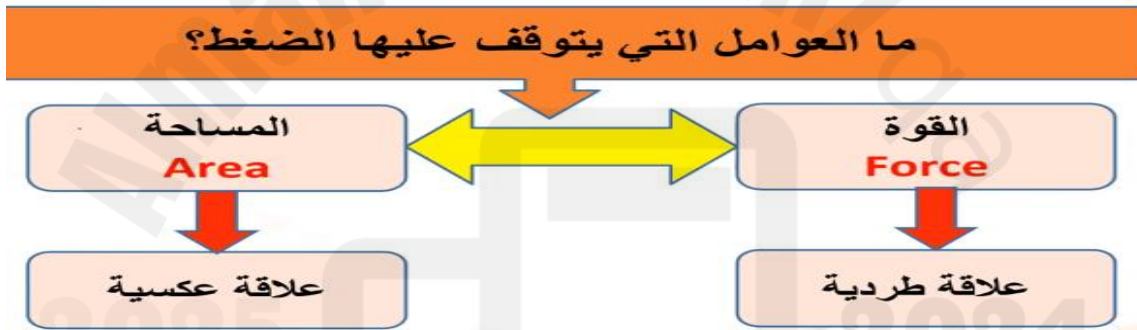 ما العوامل التي يتوقف عليها الضغط؟
القوة
Force
المساحة
Area
علاقة طردية
علاقة عكسية